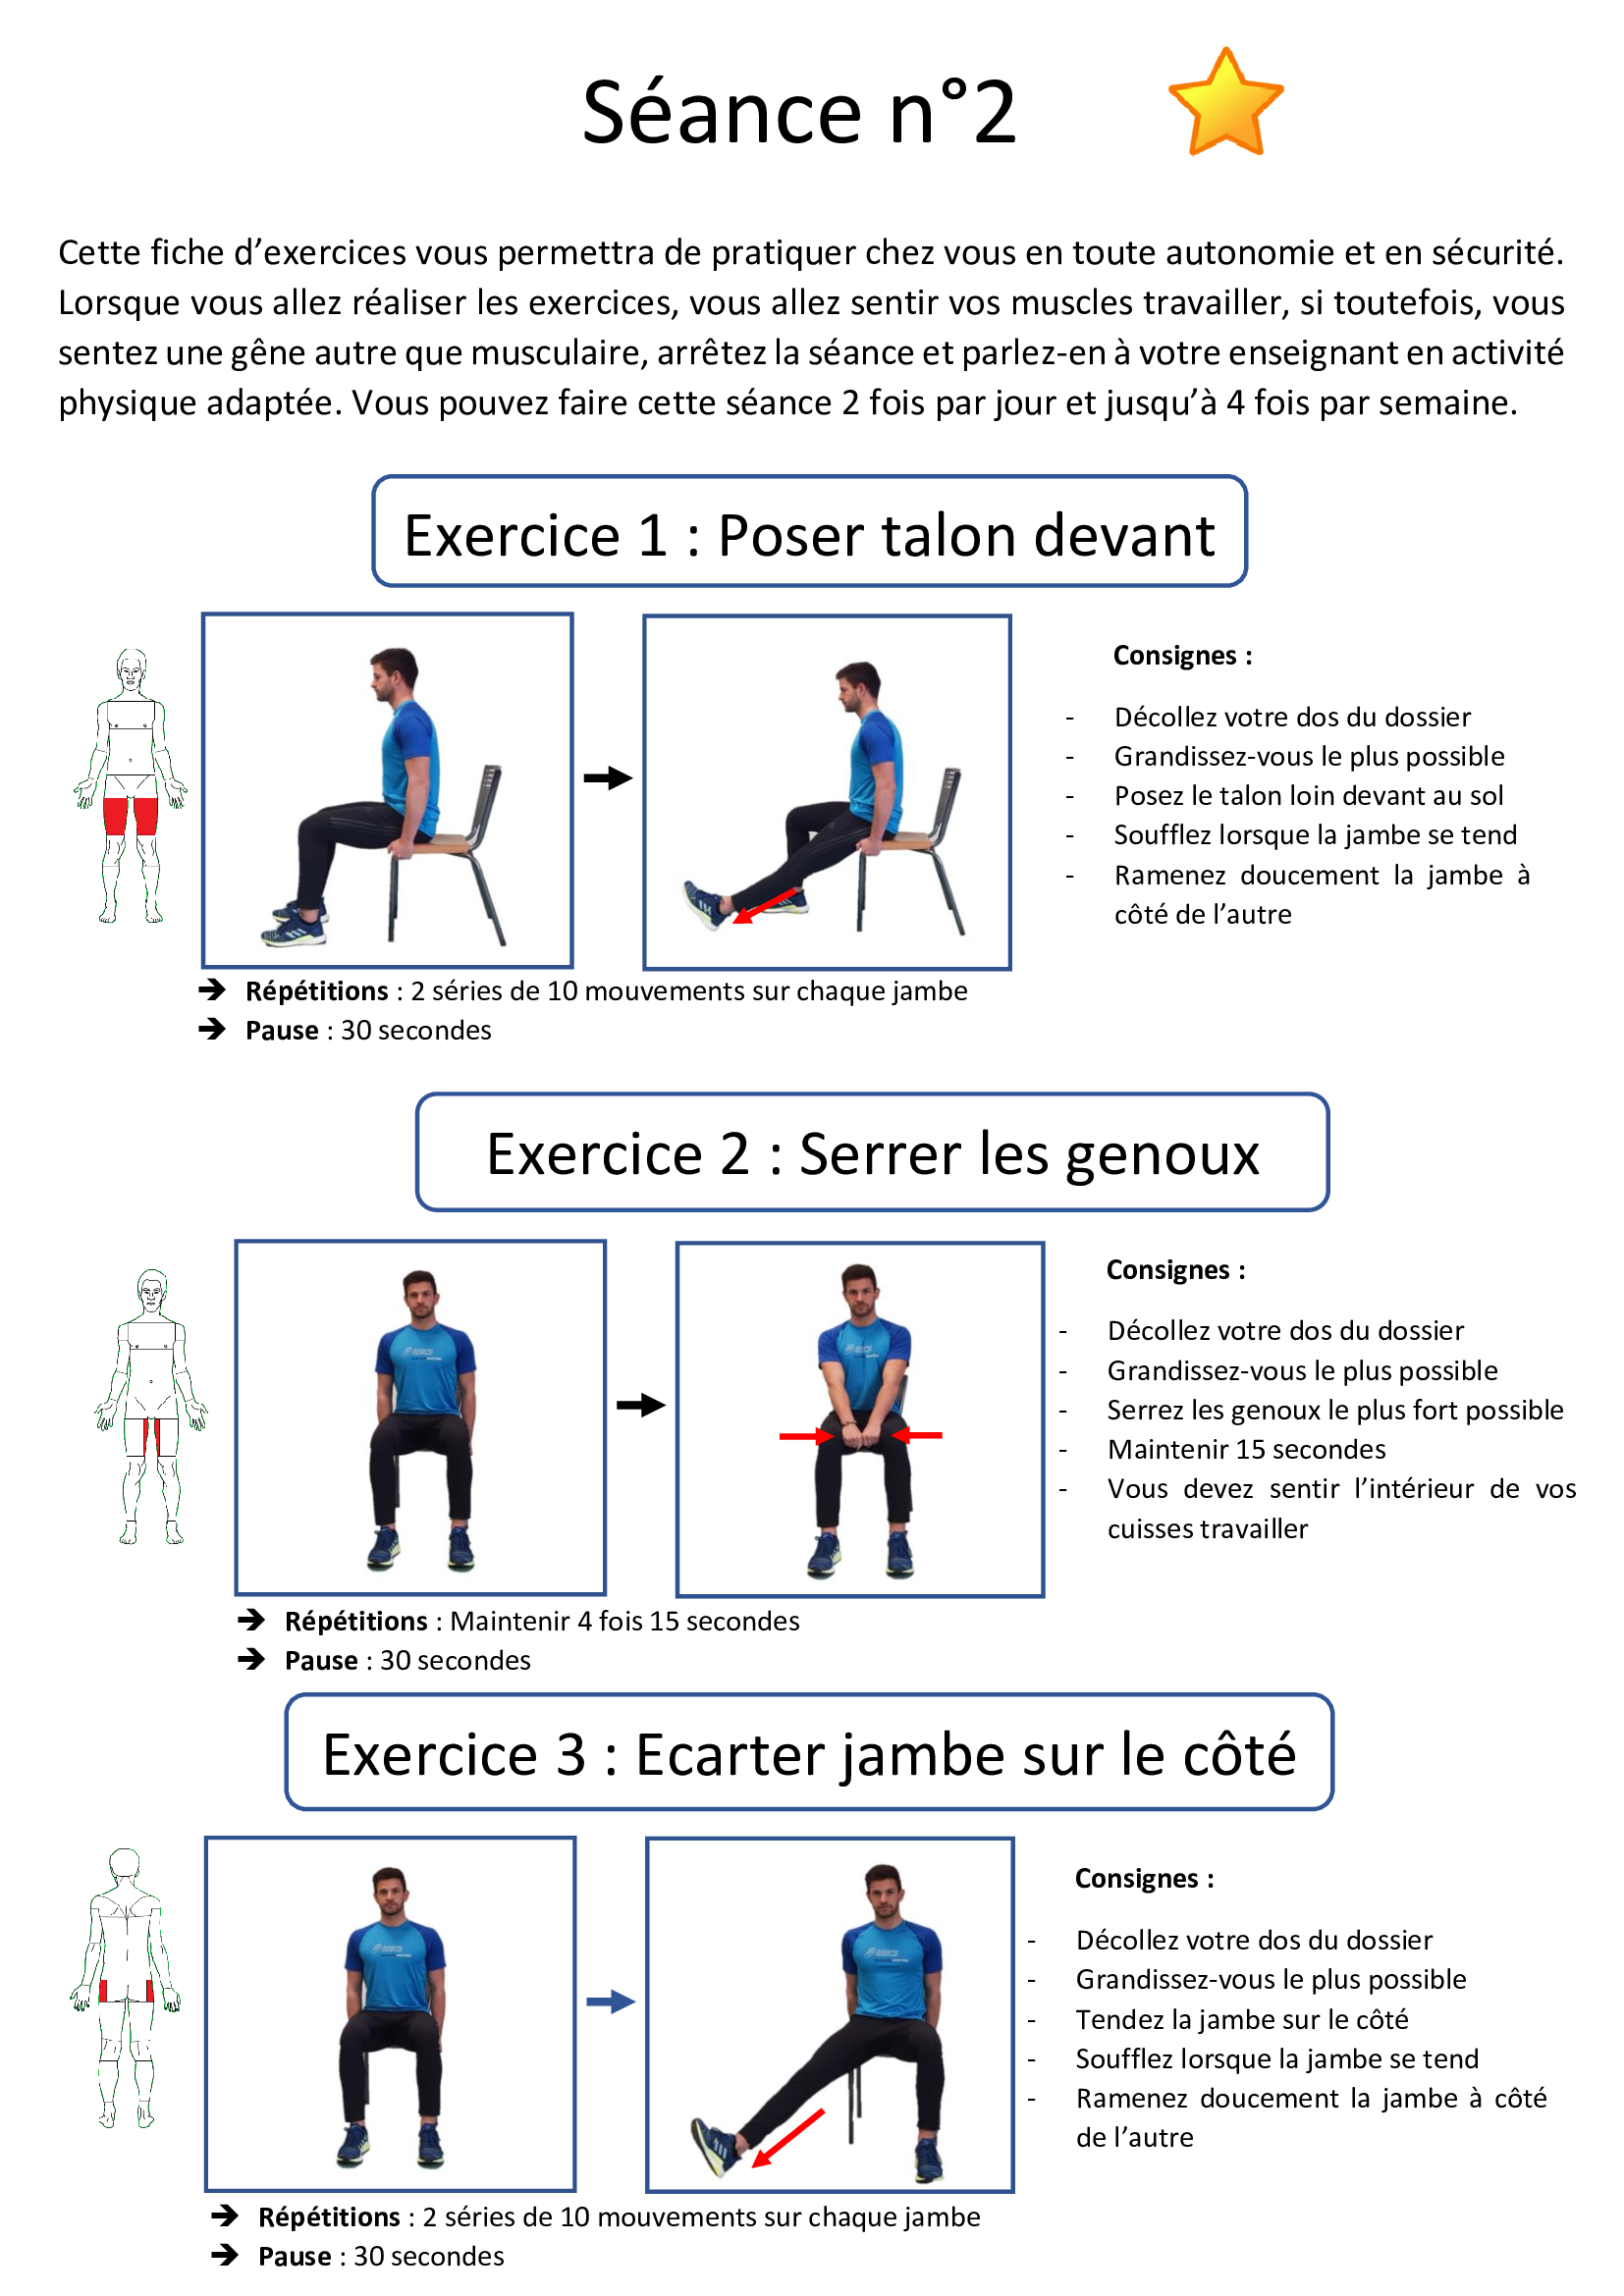 Séance n°2
Cette fiche d’exercices vous permettra de pratiquer chez vous en toute autonomie et en sécurité.
Lorsque vous allez réaliser les exercices, vous allez sentir vos muscles travailler, si toutefois, vous
sentez une gêne autre que musculaire, arrêtez la séance et parlez-en à votre enseignant en activité
physique adaptée. Vous pouvez faire cette séance 2 fois par jour et jusqu’à 4 fois par semaine.
Exercice 1 : Poser talon devant
Consignes :
- Décollez votre dos du dossier
- Grandissez-vous le plus possible
- Posez le talon loin devant au sol
- Soufflez lorsque la jambe se tend
- Ramenez doucement la jambe à
côté de l’autre
➔ Répétitions : 2 séries de 10 mouvements sur chaque jambe
➔ Pause : 30 secondes
Exercice 2 : Serrer les genoux
Consignes :
- Décollez votre dos du dossier
- Grandissez-vous le plus possible
- Serrez les genoux le plus fort possible
- Maintenir 15 secondes
- Vous devez sentir l’intérieur de vos
cuisses travailler
➔ Répétitions : Maintenir 4 fois 15 secondes
➔ Pause : 30 secondes
Exercice 3 : Ecarter jambe sur le côté
Consignes :
- Décollez votre dos du dossier
- Grandissez-vous le plus possible
- Tendez la jambe sur le côté
- Soufflez lorsque la jambe se tend
- Ramenez doucement la jambe à côté
de l’autre
➔ Répétitions : 2 séries de 10 mouvements sur chaque jambe
➔ Pause : 30 secondes